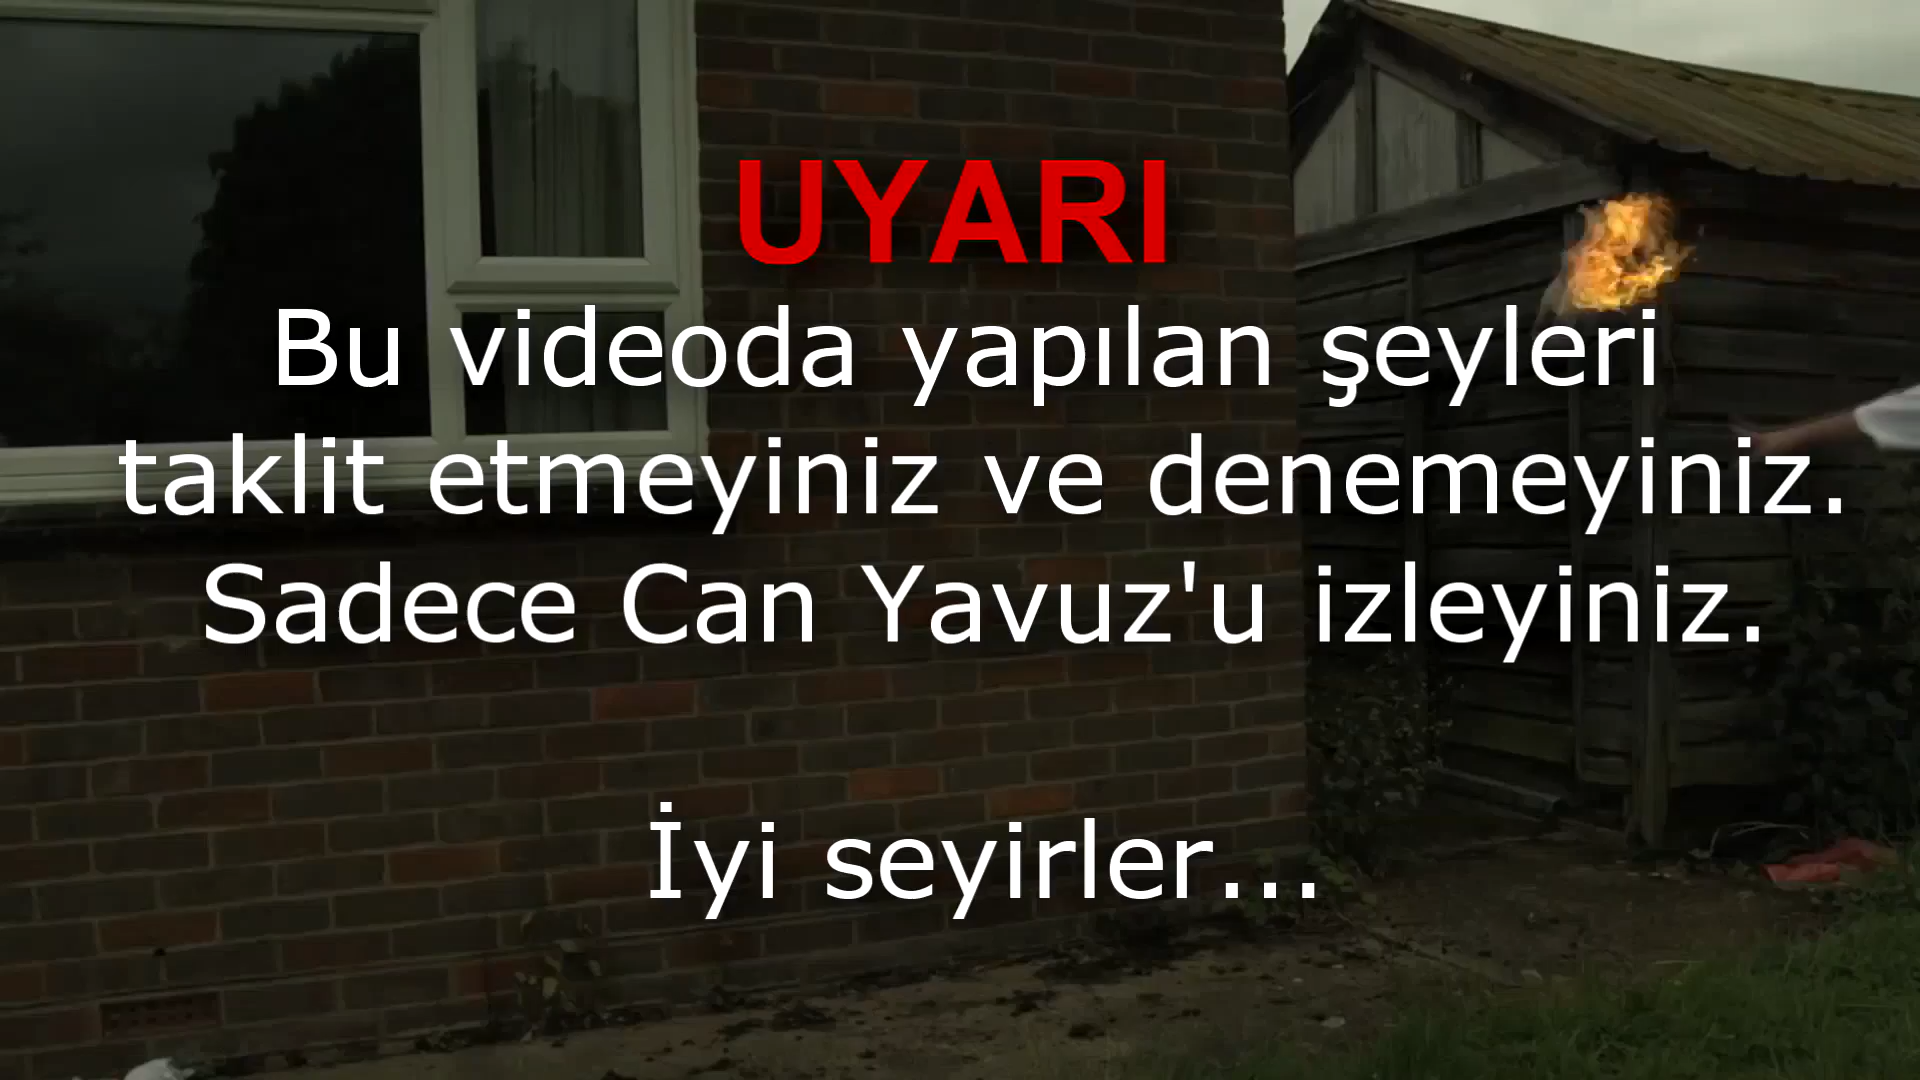 UYARI
Bu videoda yapılan şeyleri
taklit etmeyiniz ve denemeyiniz.
Sadece Can Yavuz'u izleyiniz.
İyi seyirler...